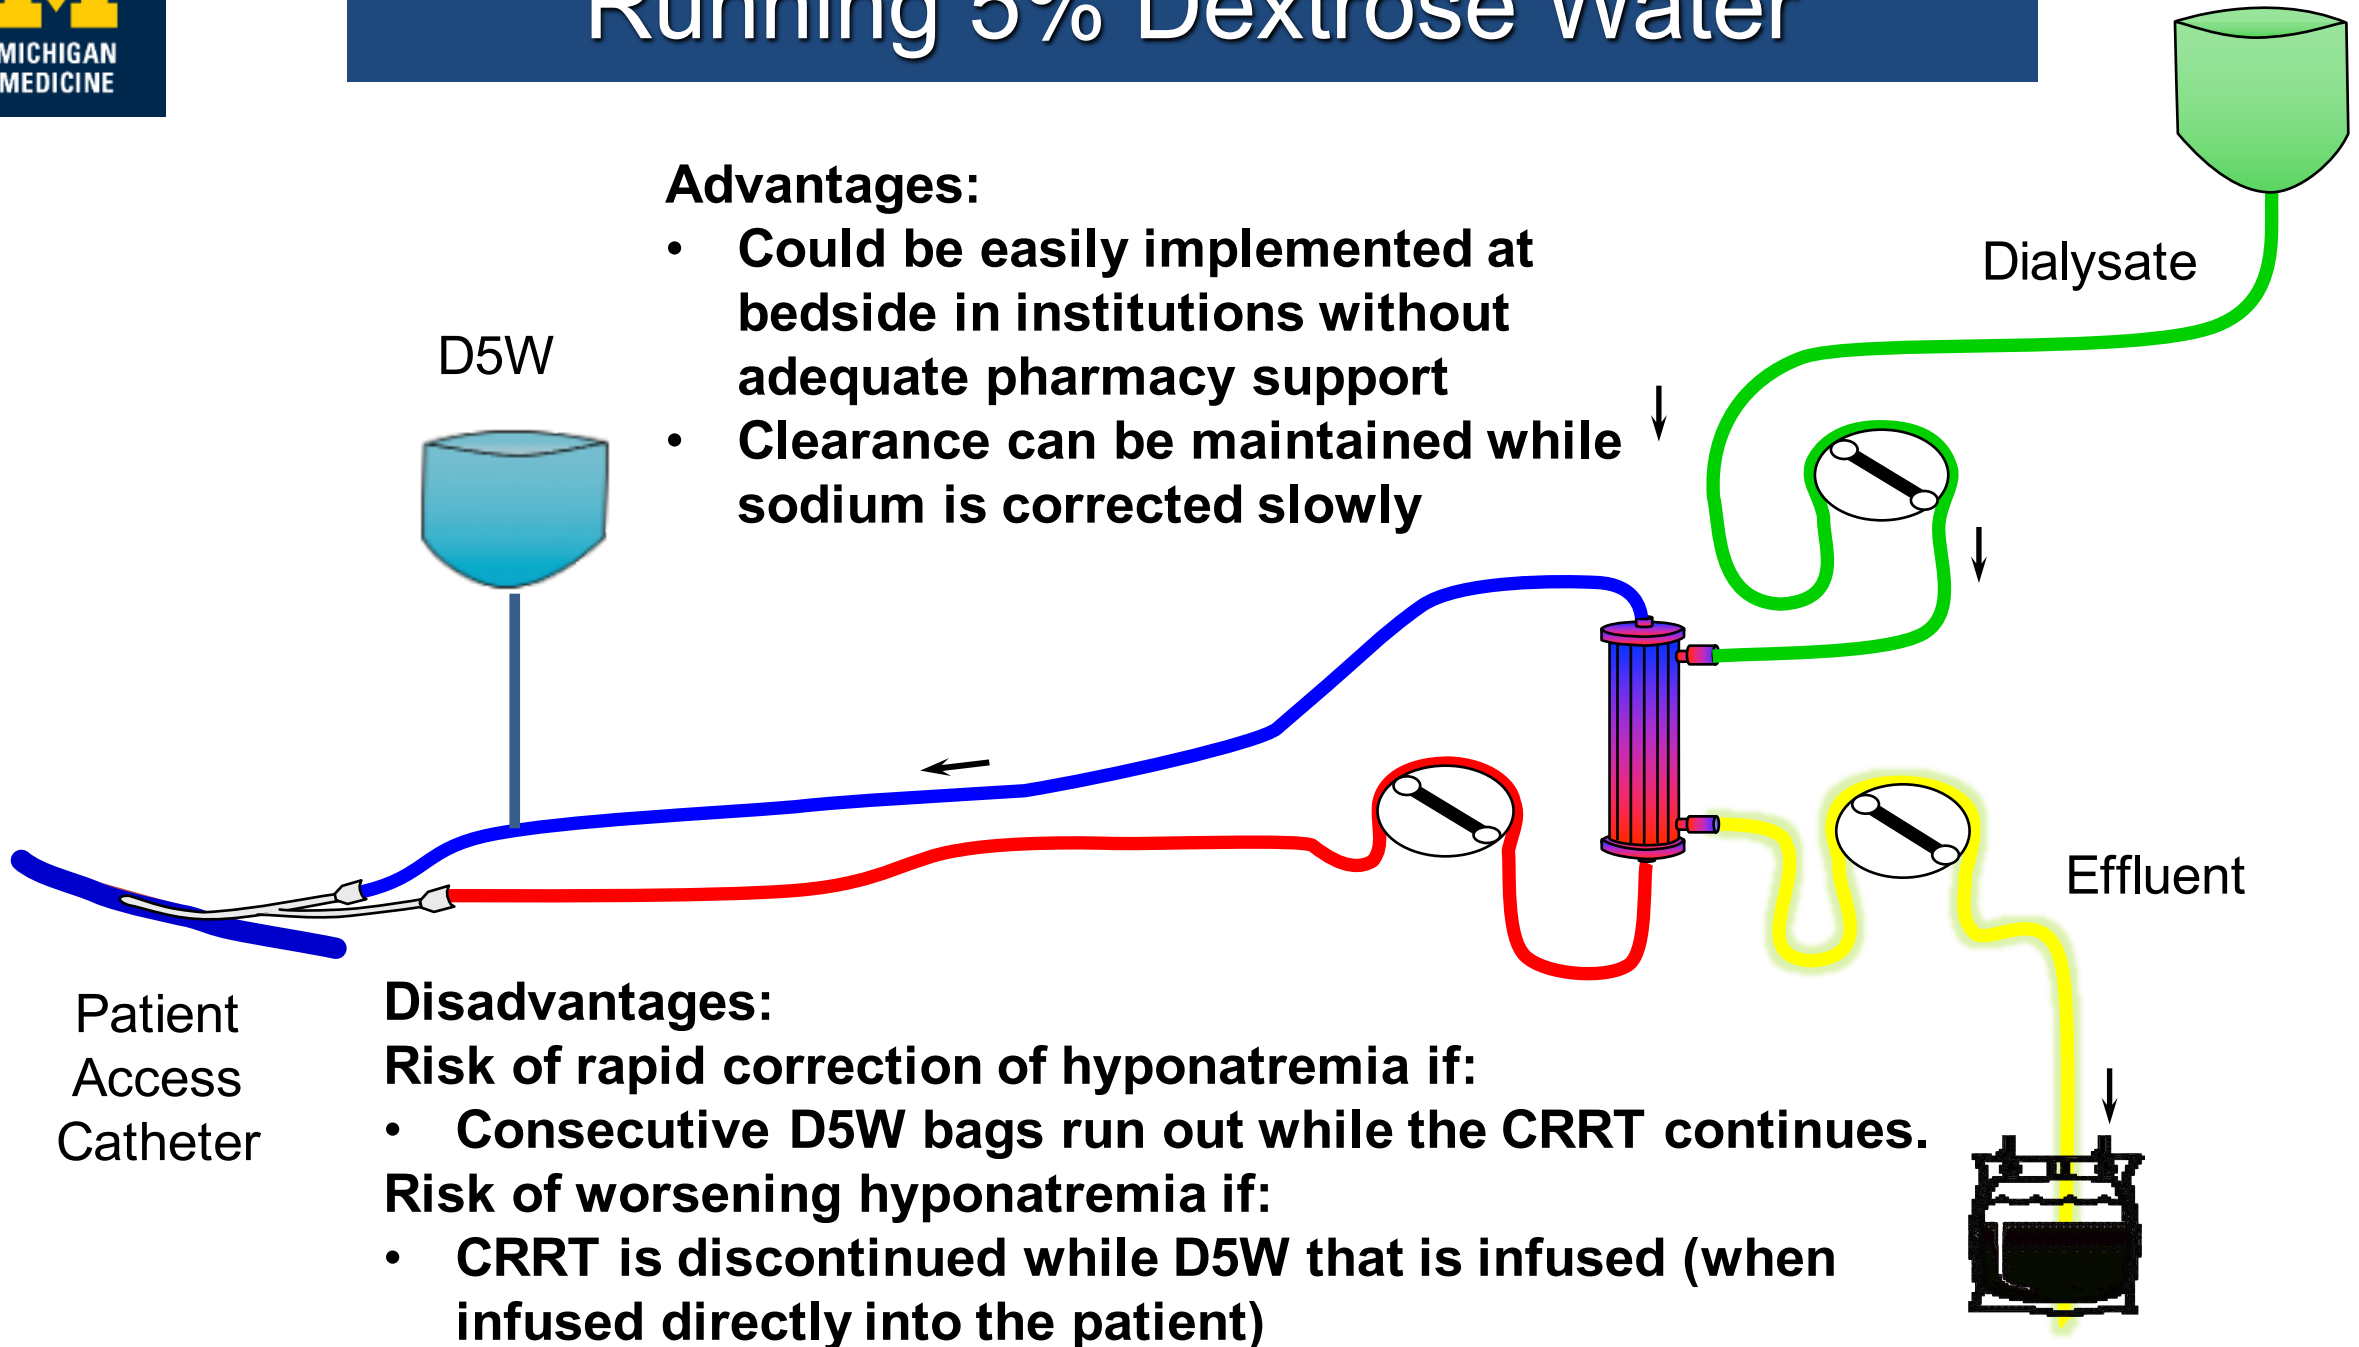 MICHIGAN
MEDICINE
Running 5% Dextrose Water
Advantages:
• Could be easily implemented at
bedside in institutions without
adequate pharmacy support
• Clearance can be maintained while
sodium is corrected slowly
D5W
Dialysate
Effluent
Patient
Access
Catheter
Disadvantages:
Risk of rapid correction of hyponatremia if:
• Consecutive D5W bags run out while the CRRT continues.
Risk of worsening hyponatremia if:
• CRRT is discontinued while D5W that is infused (when
infused directly into the patient)